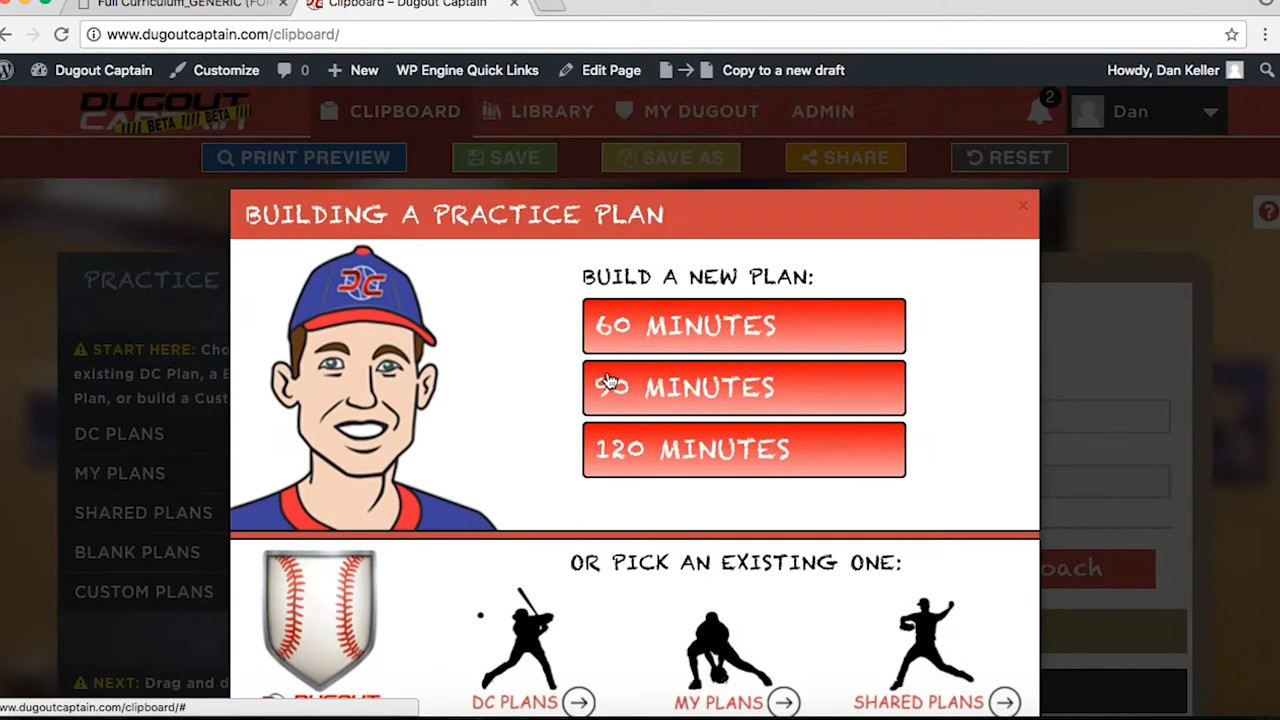 Full Curriculum_GENERIC (FOR
Clipboard – Dugout Captain
www.dugoutcaptain.com/clipboard/
Dugout Captain Customize 0 New WP Engine Quick Links Edit Page Copy to a new draft Howdy, Dan Keller
DUGOUT
CAPTAIN
BETA BETA
CLIPBOARD LIBRARY MY DUGOUT ADMIN 2 Dan
PRINT PREVIEW SAVE SAVE AS SHARE RESET
BUILDING A PRACTICE PLAN
DC
BUILD A NEW PLAN:
60 MINUTES
90 MINUTES
120 MINUTES
PRACTICE
START HERE:
existing DC Plan, a
Plan, or build a
DC PLANS
MY PLANS
SHARED PLANS
BLANK PLANS
CUSTOM PLANS
NEXT: Drag and
OR PICK AN EXISTING ONE:
DC PLANS MY PLANS SHARED PLANS
www.dugoutcaptain.com/clipboard/#